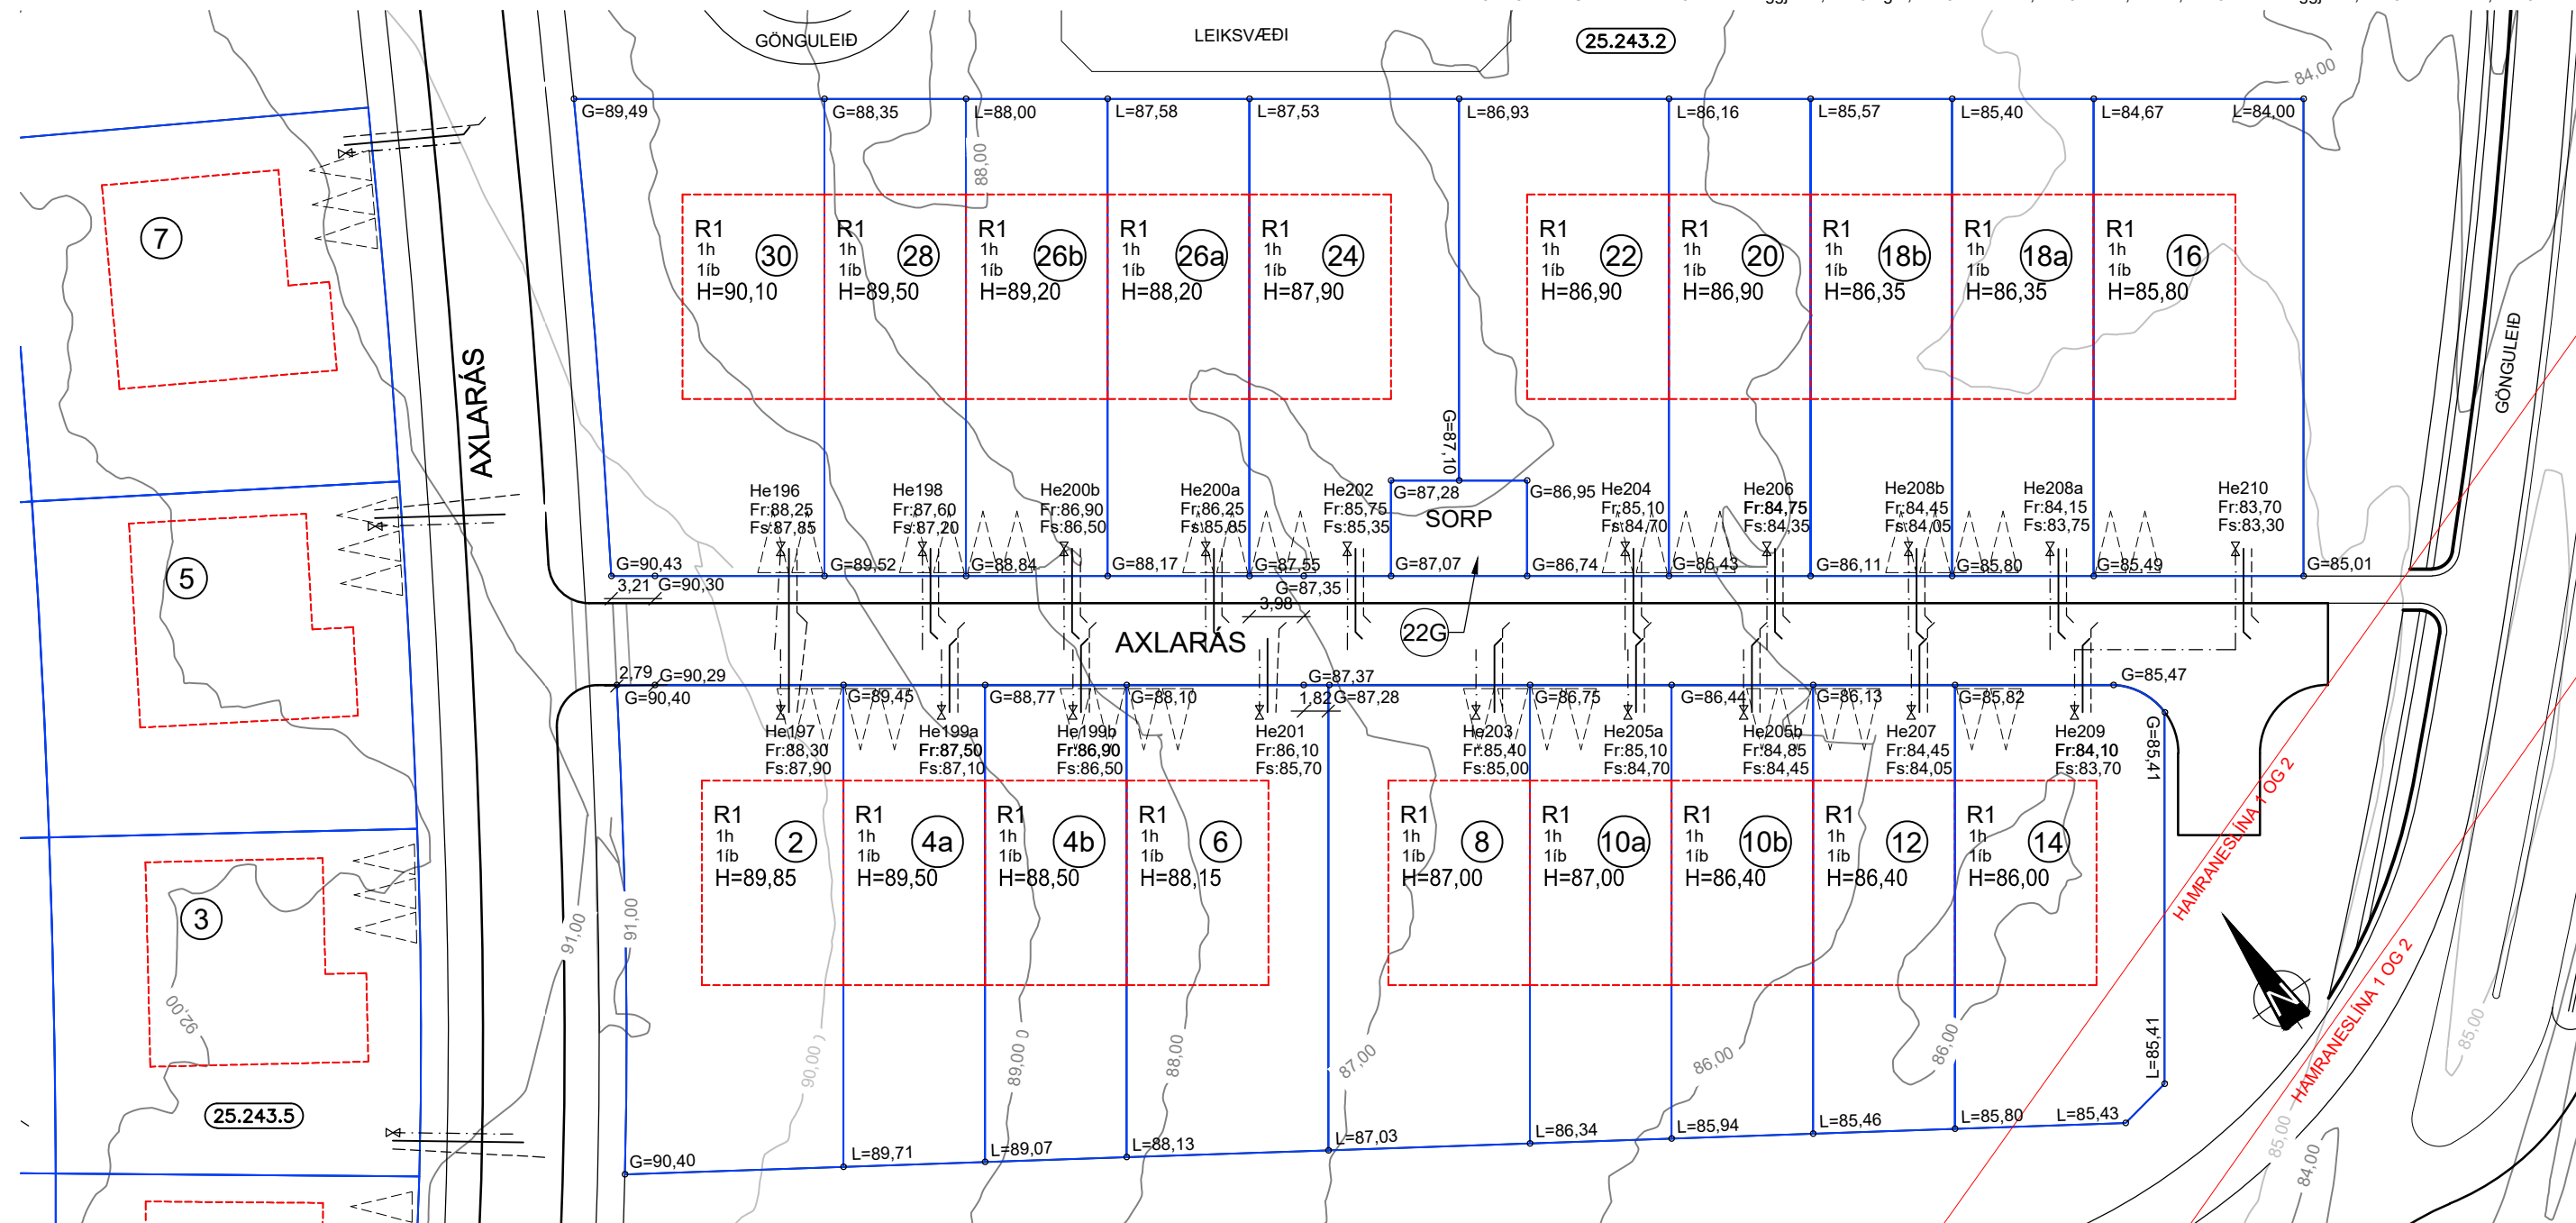 GÖNGULEIÐ
LEIKSVÆÐI
25.243.2
84,00
G=89,49
G=88,35
L=88,00
L=87,58
L=87,53
L=86,93
L=86,16
L=85,57
L=85,40
L=84,67
L=84,00
88,00
7
R1
1h
1íb
H=90,10
30
R1
1h
1íb
H=89,50
28
R1
1h
1íb
H=89,20
26b
R1
1h
1íb
H=88,20
26a
R1
1h
1íb
H=87,90
24
R1
1h
1íb
H=86,90
22
R1
1h
1íb
H=86,90
20
R1
1h
1íb
H=86,35
18b
R1
1h
1íb
H=86,35
18a
R1
1h
1íb
H=85,80
16
GÖNGULEIÐ
AXLARÁS
G=87,10
He196
Fr:88,25
Fs:87,85
He198
Fr:87,60
Fs:87,20
He200b
Fr:86,90
Fs:86,50
He200a
Fr:86,25
Fs:85,85
He202
Fr:85,75
Fs:85,35
G=87,28
SORP
G=86,95
He204
Fr:85,10
Fs:84,70
He206
Fr:84,75
Fs:84,35
He208b
Fr:84,45
Fs:84,05
He208a
Fr:84,15
Fs:83,75
He210
Fr:83,70
Fs:83,30
5
G=90,43
3,21
G=90,30
G=89,52
G=88,84
G=88,17
G=87,55
G=87,35
3,98
G=87,07
G=86,74
G=86,43
G=86,11
G=85,80
G=85,49
G=85,01
AXLARÁS
22G
2,79
G=90,29
G=90,40
G=89,45
G=88,77
G=88,10
G=87,37
1,82
G=87,28
G=86,75
G=86,44
G=86,13
G=85,82
G=85,47
G=85,41
He197
Fr:88,30
Fs:87,90
He199a
Fr:87,50
Fs:87,10
He199b
Fr:86,90
Fs:86,50
He201
Fr:86,10
Fs:85,70
He203
Fr:85,40
Fs:85,00
He205a
Fr:85,10
Fs:84,70
He205b
Fr:84,85
Fs:84,45
He207
Fr:84,45
Fs:84,05
He209
Fr:84,10
Fs:83,70
HAMRANESLÍNA 1 OG 2
R1
1h
1íb
H=89,85
2
R1
1h
1íb
H=89,50
4a
R1
1h
1íb
H=88,50
4b
R1
1h
1íb
H=88,15
6
R1
1h
1íb
H=87,00
8
R1
1h
1íb
H=87,00
10a
R1
1h
1íb
H=86,40
10b
R1
1h
1íb
H=86,40
12
R1
1h
1íb
H=86,00
14
3
91,00
91,00
92,00
90,00
89,00
88,00
87,00
86,00
86,00
L=85,41
N
HAMRANESLÍNA 1 OG 2
85,00
85,00
84,00
25.243.5
G=90,40
L=89,71
L=89,07
L=88,13
L=87,03
L=86,34
L=85,94
L=85,46
L=85,80
L=85,43